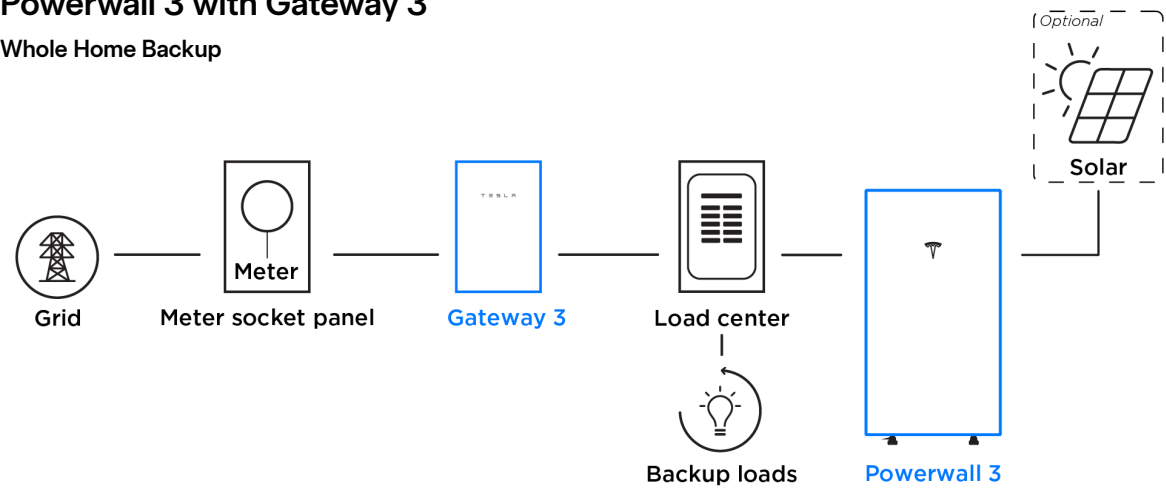 Powerwall 3 with Gateway 3
Whole Home Backup
Optional
Solar
TESLA
Meter
Grid
Meter socket panel
Gateway 3
Load center
Backup loads
Powerwall 3